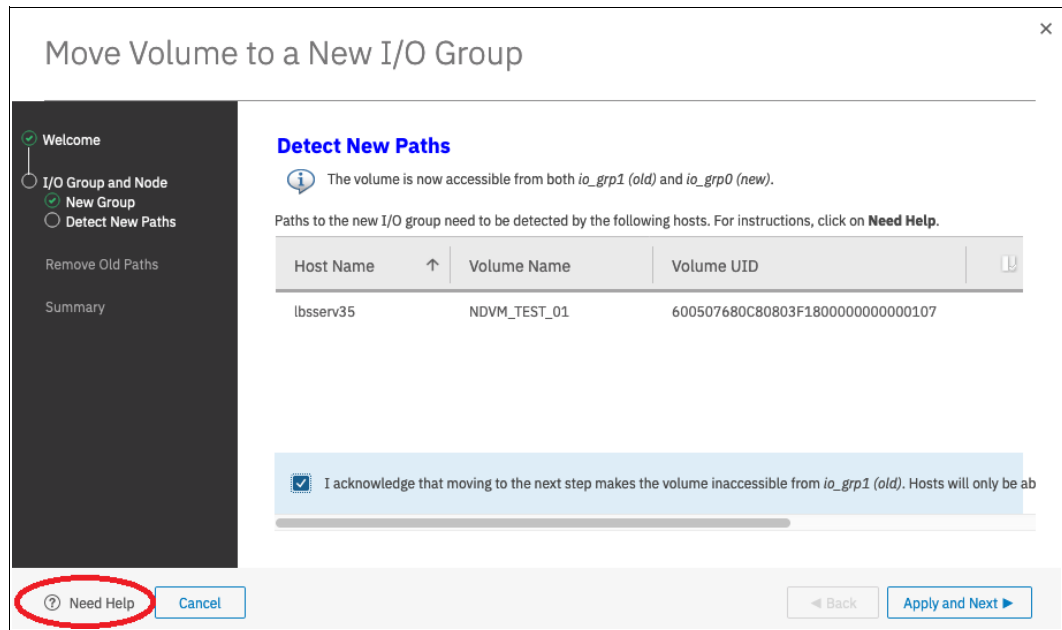 Move Volume to a New I/O Group
Welcome
I/O Group and Node
New Group
Detect New Paths
Remove Old Paths
Summary
Detect New Paths
The volume is now accessible from both io_grp1 (old) and io_grp0 (new).
Paths to the new I/O group need to be detected by the following hosts. For instructions, click on Need Help.
Host Name ↑ Volume Name Volume UID
lbsserv35 NDVM_TEST_01 600507680C80803F1800000000000107
I acknowledge that moving to the next step makes the volume inaccessible from io_grp1 (old). Hosts will only be ab
Need Help Cancel Back Apply and Next